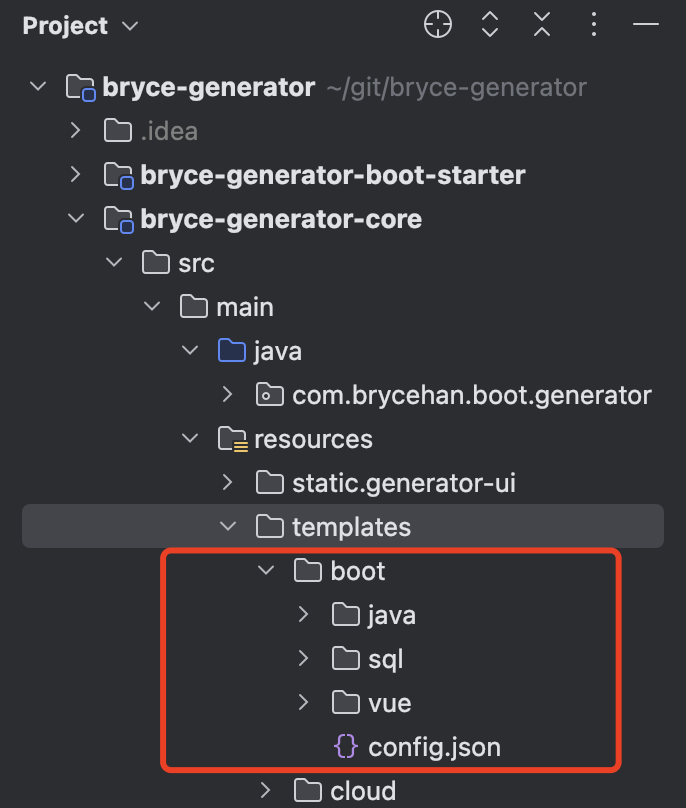 Project
bryce-generator ~/git/bryce-generator
.idea
bryce-generator-boot-starter
bryce-generator-core
src
main
java
com.brycehan.boot.generator
resources
static.generator-ui
templates
boot
java
sql
vue
{} config.json
cloud